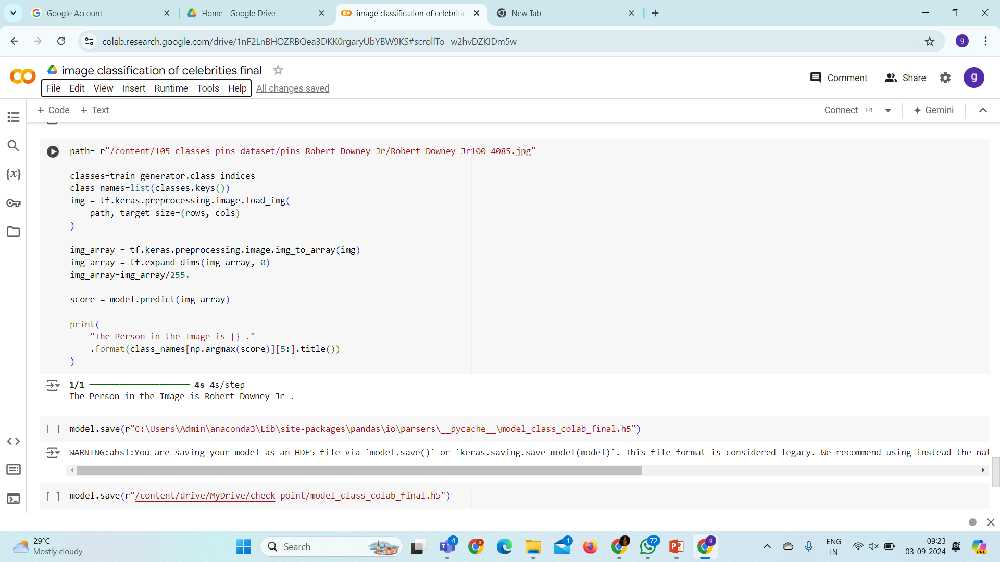 Google Account
Home - Google Drive
image classification of celebritie
New Tab
colab.research.google.com/drive/1nF2LnBHOZRBQea3DKK0rgaryUbYBW9KS#scrollTo=w2hvDZKIDm5w
g
image classification of celebrities final
File Edit View Insert Runtime Tools Help All changes saved
Comment
Share
g
+ Code + Text
Connect T4
Gemini
path= r"/content/105_classes_pins_dataset/pins_Robert Downey Jr/Robert Downey Jr100_4085.jpg"
classes=train_generator.class_indices
class_names=list(classes.keys())
img = tf.keras.preprocessing.image.load_img(
path, target_size=(rows, cols)
)
img_array = tf.keras.preprocessing.image.img_to_array(img)
img_array = tf.expand_dims(img_array, 0)
img_array=img_array/255.
score = model.predict(img_array)
print(
"The Person in the Image is {} ."
.format(class_names[np.argmax(score)][5:].title())
)
1/1 4s 4s/step
The Person in the Image is Robert Downey Jr .
[ ] model.save(r"C:\Users\Admin\anaconda3\Lib\site-packages\pandas\io\parsers\__pycache__\model_class_colab_final.h5")
WARNING:absl:You are saving your model as an HDF5 file via `model.save()` or `keras.saving.save_model(model)`. This file format is considered legacy. We recommend using instead the nat
[ ] model.save(r"/content/drive/MyDrive/check point/model_class_colab_final.h5")
29°C
Mostly cloudy
Search
4
G
1
72
g
ENG
IN
09:23
03-09-2024
PRE